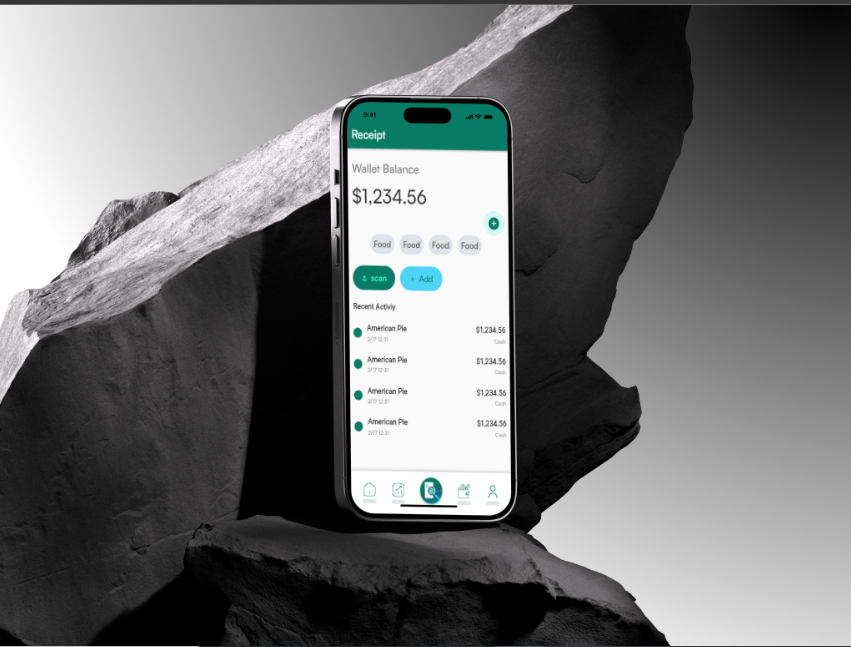 9:41
Receipt
Wallet Balance
$1,234.56
+
Food Food Food Food
scan + Add
Recent Activiy
American Pie $1,234.56
2/17 12:31 Cash
American Pie $1,234.56
2/17 12:31 Cash
American Pie $1,234.56
2/17 12:31 Cash
American Pie $1,234.56
2/17 12:31 Cash